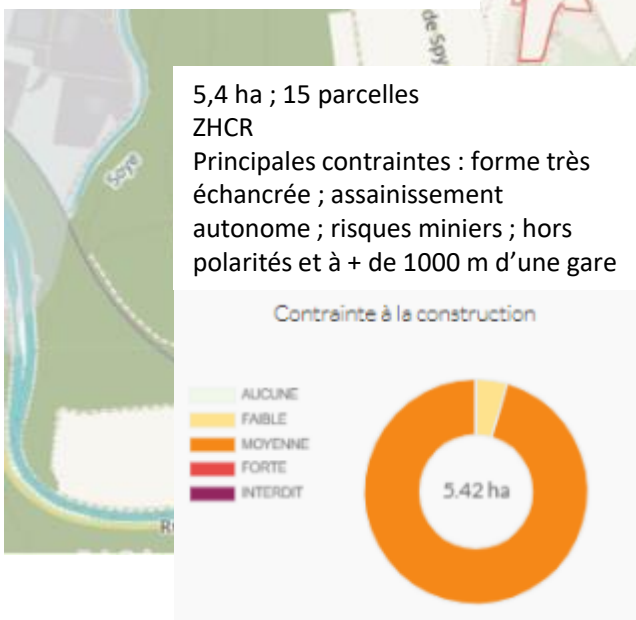 de Spy
Soye
5,4 ha ; 15 parcelles
ZHCR
Principales contraintes : forme très
échancrée ; assainissement
autonome ; risques miniers ; hors
polarités et à + de 1000 m d’une gare
Contrainte à la construction
AUCUNE
FAIBLE
MOYENNE
FORTE
INTERDIT
5.42 ha